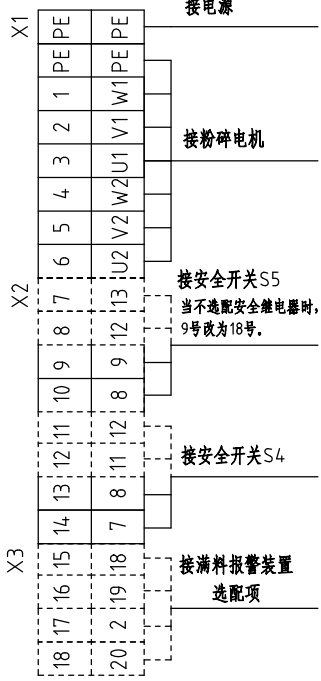 接电源
X1
PE PE
PE PE
1 W1
2 V1
3 U1
接粉碎电机
4 W2
5 V2
6 U2
X2
接安全开关S5
7 13
当不选配安全继电器时,
8 12
9号改为18号。
9 9
10 8
11 12
12 11
接安全开关S4
13 8
14 7
X3
15 18
接满料报警装置
16 19
选配项
17 2
18 20